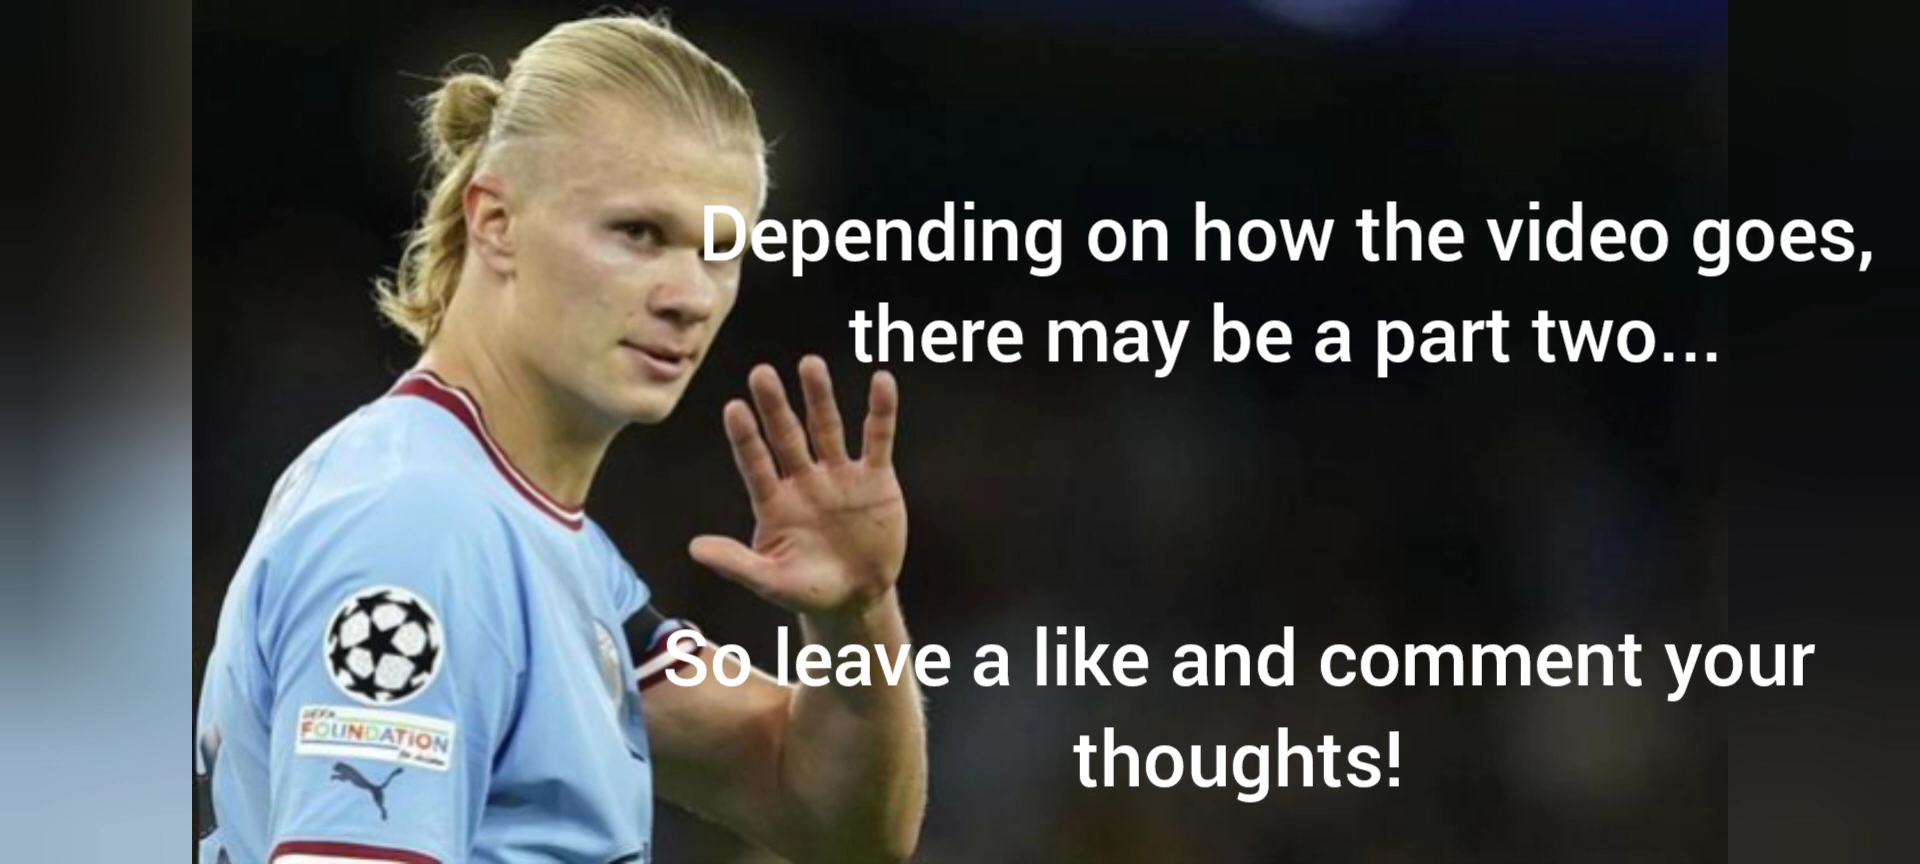 Depending on how the video goes,
there may be a part two...
UEFA
FOUNDATION
So leave a like and comment your
thoughts!